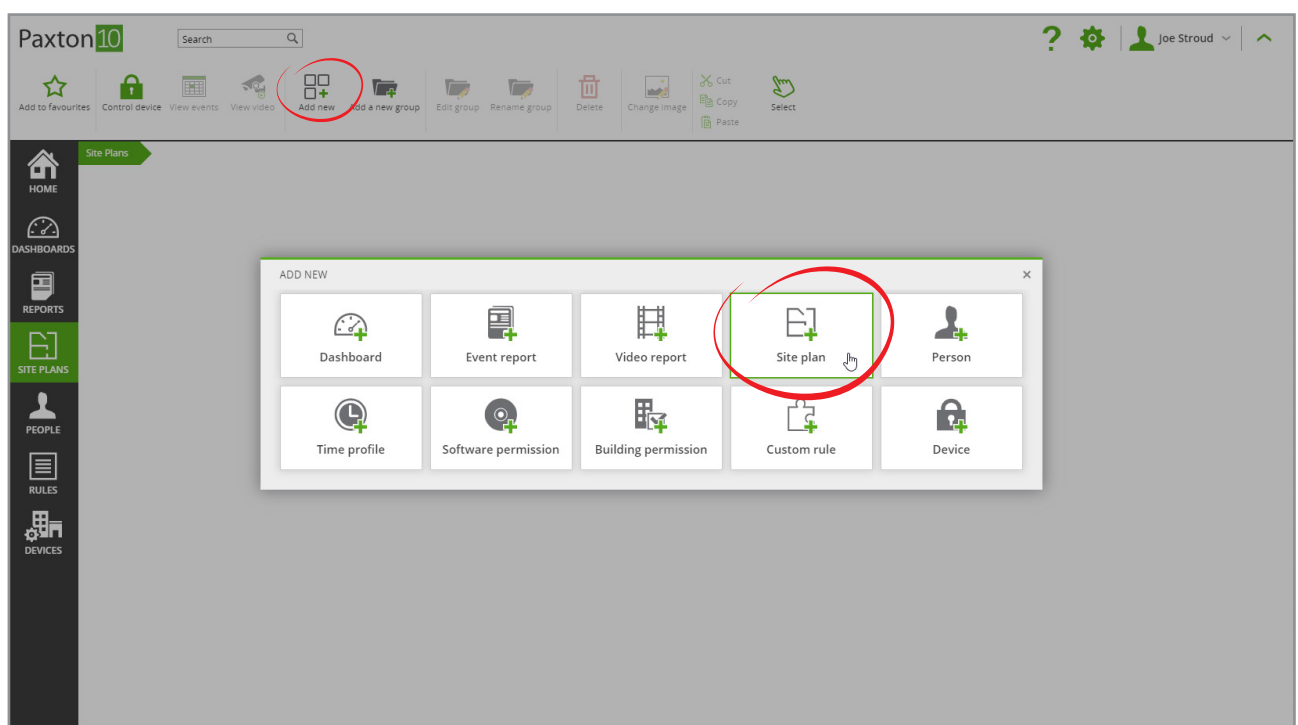 Paxton10
Search
Joe Stroud
Add to favourites
Control device
View events
View video
Add new
Add a new group
Edit group
Rename group
Delete
Change image
Cut
Copy
Paste
Select
Site Plans
HOME
DASHBOARDS
REPORTS
SITE PLANS
PEOPLE
RULES
DEVICES
ADD NEW
Dashboard
Event report
Video report
Site plan
Person
Time profile
Software permission
Building permission
Custom rule
Device